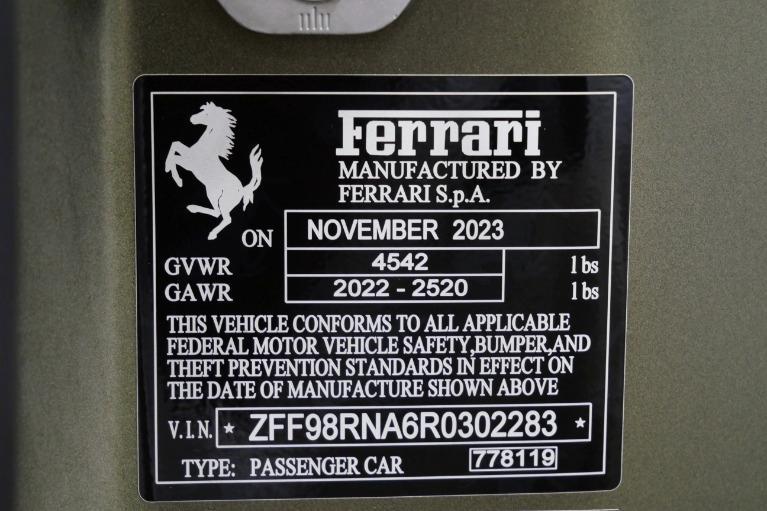 Ferrari
MANUFACTURED BY
FERRARI S.p.A.
ON NOVEMBER 2023
GVWR 4542 lbs
GAWR 2022 - 2520 lbs
THIS VEHICLE CONFORMS TO ALL APPLICABLE
FEDERAL MOTOR VEHICLE SAFETY,BUMPER,AND
THEFT PREVENTION STANDARDS IN EFFECT ON
THE DATE OF MANUFACTURE SHOWN ABOVE
V.I.N. * ZFF98RNA6R0302283 *
TYPE: PASSENGER CAR 778119